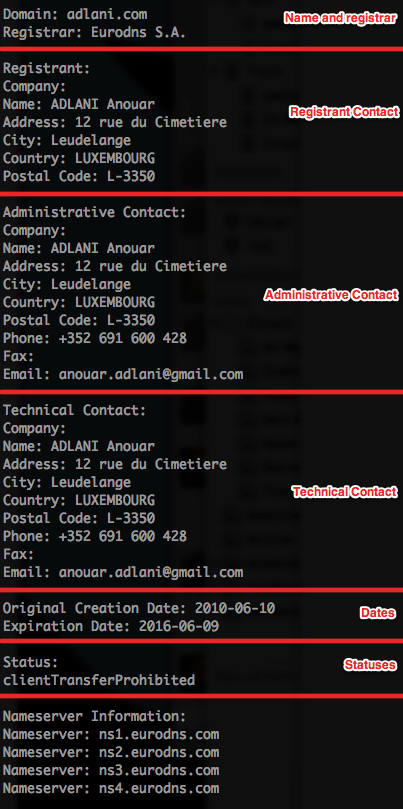 Domain: adlani.com
Name and registrar
Registrar: Eurodns S.A.
Registrant:
Company:
Name: ADLANI Anouar
Registrant Contact
Address: 12 rue du Cimetiere
City: Leudelange
Country: LUXEMBOURG
Postal Code: L-3350
Administrative Contact:
Company:
Name: ADLANI Anouar
Address: 12 rue du Cimetiere
City: Leudelange
Administrative Contact
Country: LUXEMBOURG
Postal Code: L-3350
Phone: +352 691 600 428
Fax:
Email: anouar.adlani@gmail.com
Technical Contact:
Company:
Name: ADLANI Anouar
Address: 12 rue du Cimetiere
City: Leudelange
Technical Contact
Country: LUXEMBOURG
Postal Code: L-3350
Phone: +352 691 600 428
Fax:
Email: anouar.adlani@gmail.com
Original Creation Date: 2010-06-10
Dates
Expiration Date: 2016-06-09
Status:
Statuses
clientTransferProhibited
Nameserver Information:
Nameserver: ns1.eurodns.com
Nameserver: ns2.eurodns.com
Nameserver: ns3.eurodns.com
Nameserver: ns4.eurodns.com